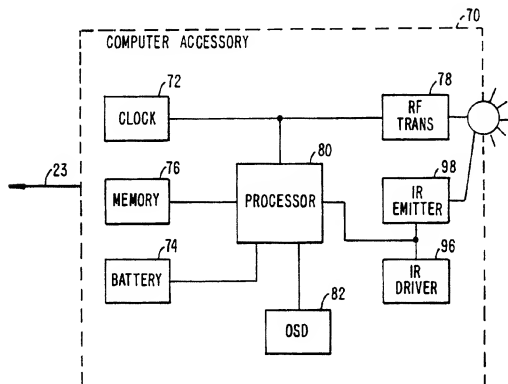 70
COMPUTER ACCESSORY
72
CLOCK
78
RF
TRANS
23
76
MEMORY
80
PROCESSOR
98
IR
EMITTER
74
BATTERY
96
IR
DRIVER
82
OSD